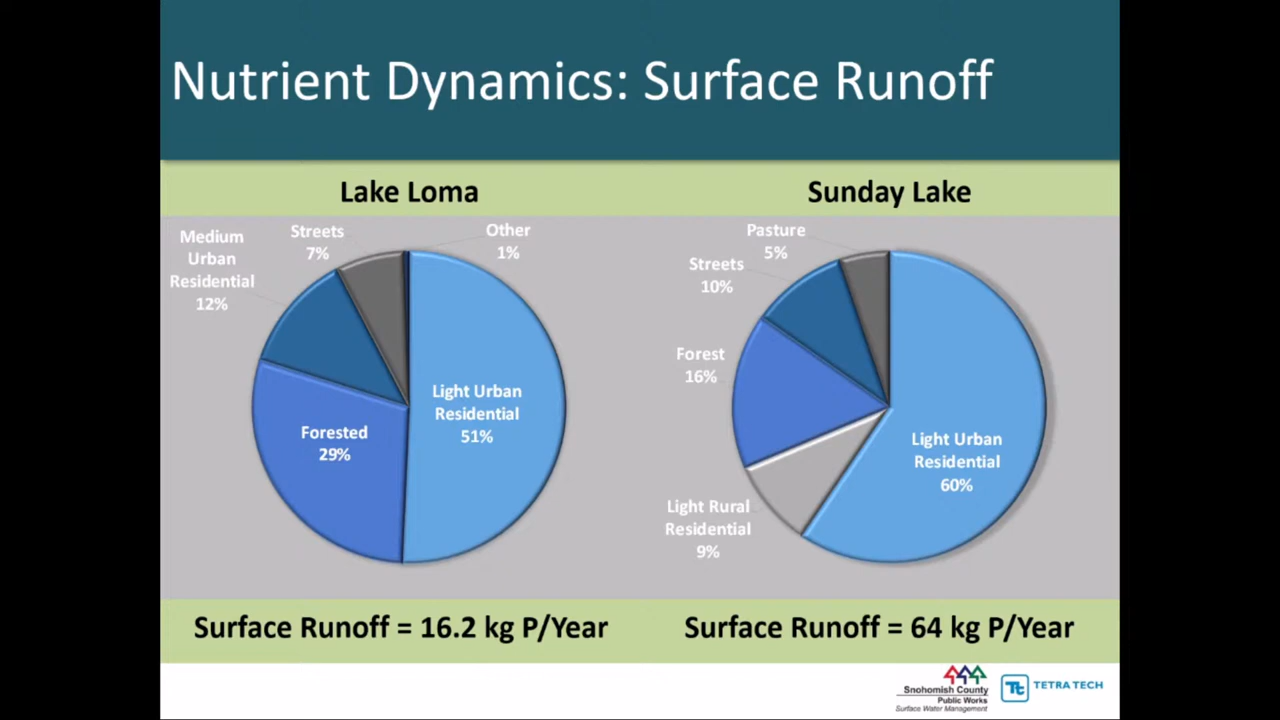 Nutrient Dynamics: Surface Runoff
Lake Loma
Medium
Urban
Residential
12%
Streets
7%
Other
1%
Light Urban
Residential
51%
Forested
29%
Surface Runoff = 16.2 kg P/Year
Sunday Lake
Pasture
5%
Streets
10%
Forest
16%
Light Urban
Residential
60%
Light Rural
Residential
9%
Surface Runoff = 64 kg P/Year
Snohomish County
Public Works
Surface Water Management
Tt
TETRA TECH